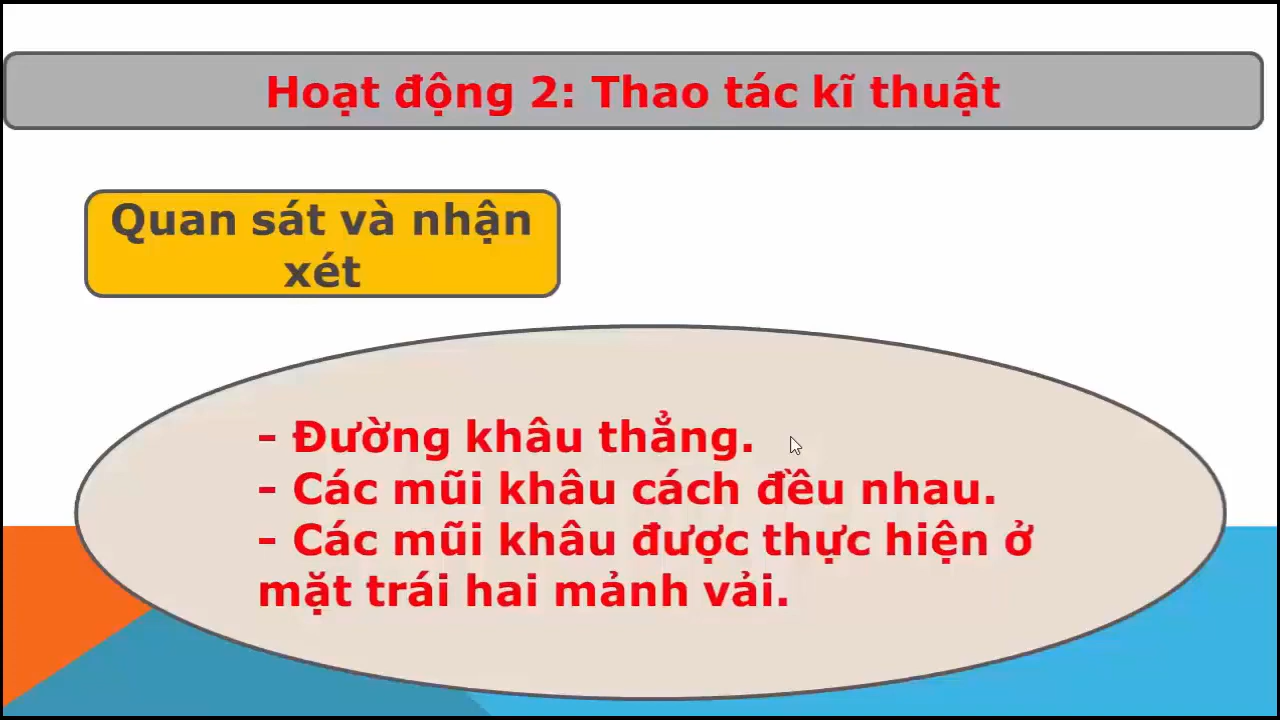 Hoạt động 2: Thao tác kĩ thuật
Quan sát và nhận
xét
- Đường khâu thẳng.
- Các mũi khâu cách đều nhau.
- Các mũi khâu được thực hiện ở
mặt trái hai mảnh vải.